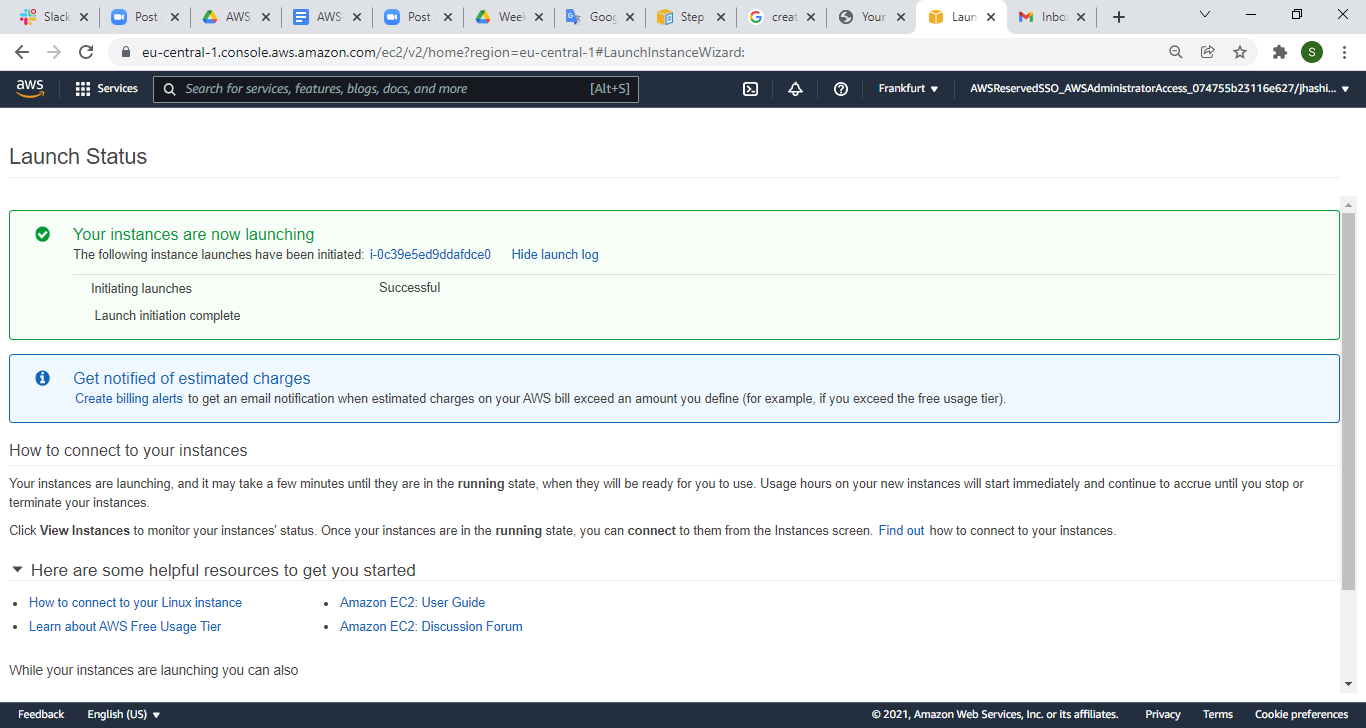 Slack
Post
AWS
AWS
Post
Week
Goog
Step
creat
Your
Laun
Inbo
eu-central-1.console.aws.amazon.com/ec2/v2/home?region=eu-central-1#LaunchInstanceWizard:
S
aws
Services
Search for services, features, blogs, docs, and more
[Alt+S]
Frankfurt
AWSReservedSSO_AWSAdministratorAccess_074755b23116e627/jhashi...
Launch Status
Your instances are now launching
The following instance launches have been initiated: i-0c39e5ed9ddafdce0 Hide launch log
Initiating launches Successful
Launch initiation complete
Get notified of estimated charges
Create billing alerts to get an email notification when estimated charges on your AWS bill exceed an amount you define (for example, if you exceed the free usage tier).
How to connect to your instances
Your instances are launching, and it may take a few minutes until they are in the running state, when they will be ready for you to use. Usage hours on your new instances will start immediately and continue to accrue until you stop or
terminate your instances.
Click View Instances to monitor your instances' status. Once your instances are in the running state, you can connect to them from the Instances screen. Find out how to connect to your instances.
Here are some helpful resources to get you started
How to connect to your Linux instance
Amazon EC2: User Guide
Learn about AWS Free Usage Tier
Amazon EC2: Discussion Forum
While your instances are launching you can also
Feedback
English (US)
© 2021, Amazon Web Services, Inc. or its affiliates.
Privacy
Terms
Cookie preferences